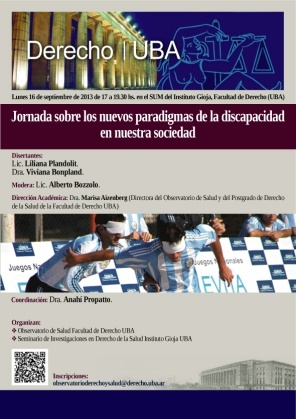 Derecho | UBA
Lunes 16 de septiembre de 2013 de 17 a 19.30 hs. en el SUM del Instituto Gioja, Facultad de Derecho (UBA)
Jornada sobre los nuevos paradigmas de la discapacidad
en nuestra sociedad
Disertantes:
Lic. Liliana Plandolit.
Dra. Viviana Bonpland.
Modera: Lic. Alberto Bozzolo.
Dirección Académica: Dra. Marisa Aizenberg (Directora del Observatorio de Salud y del Postgrado de Derecho
de la Salud de la Facultad de Derecho UBA)
Juegos Nacionales
Coordinación: Dra. Anahí Propatto.
Organizan:
❖ Observatorio de Salud Facultad de Derecho UBA
❖ Seminario de Investigaciones en Derecho de la Salud Instituto Gioja UBA
Inscripciones:
observatorioderechoysalud@derecho.uba.ar